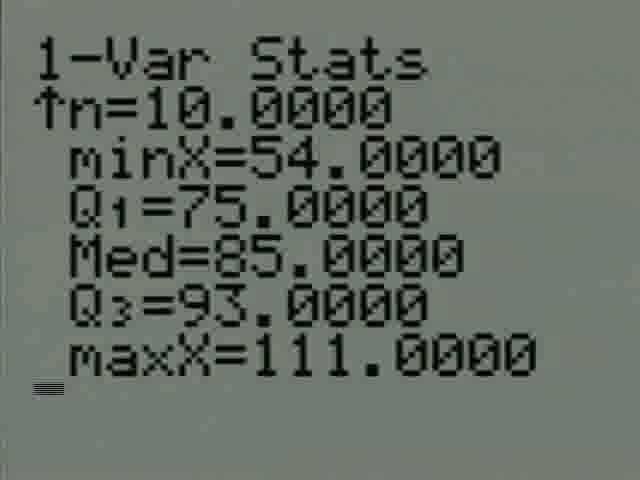 1-Var Stats
↑n=10.0000
minX=54.0000
Q₁=75.0000
Med=85.0000
Q₃=93.0000
maxX=111.0000